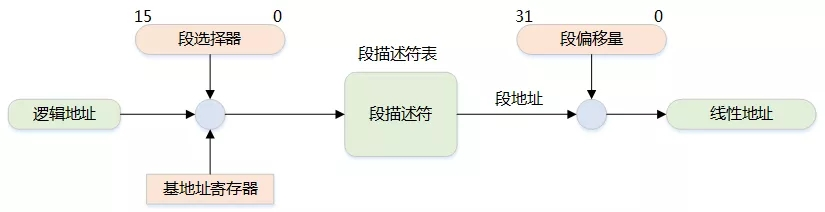 15 0
段选择器
31 0
段偏移量
段描述符表
逻辑地址
段描述符
段地址
线性地址
基地址寄存器